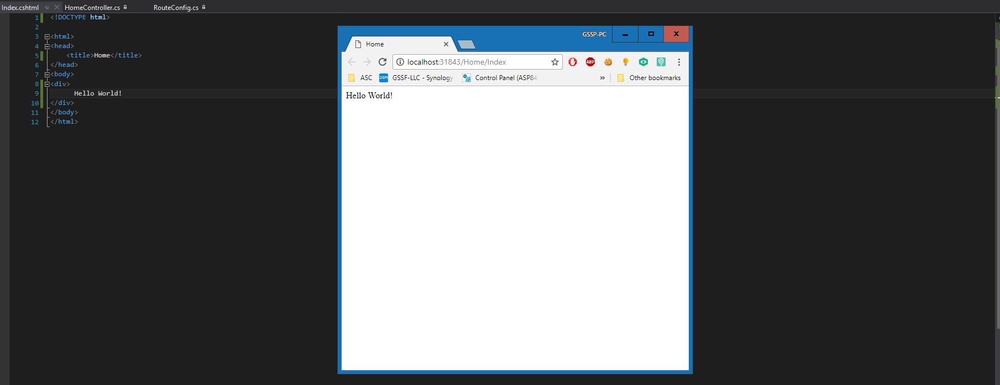 Index.cshtml HomeController.cs RouteConfig.cs
1 <!DOCTYPE html>
2
3 <html>
4 <head>
5 <title>Home</title>
6 </head>
7 <body>
8 <div>
9 Hello World!
10 </div>
11 </body>
12 </html>
GSSP-PC
Home
localhost:31843/Home/Index
ABP
ASC DSM GSSF-LLC - Synology Control Panel (ASP84 » Other bookmarks
Hello World!